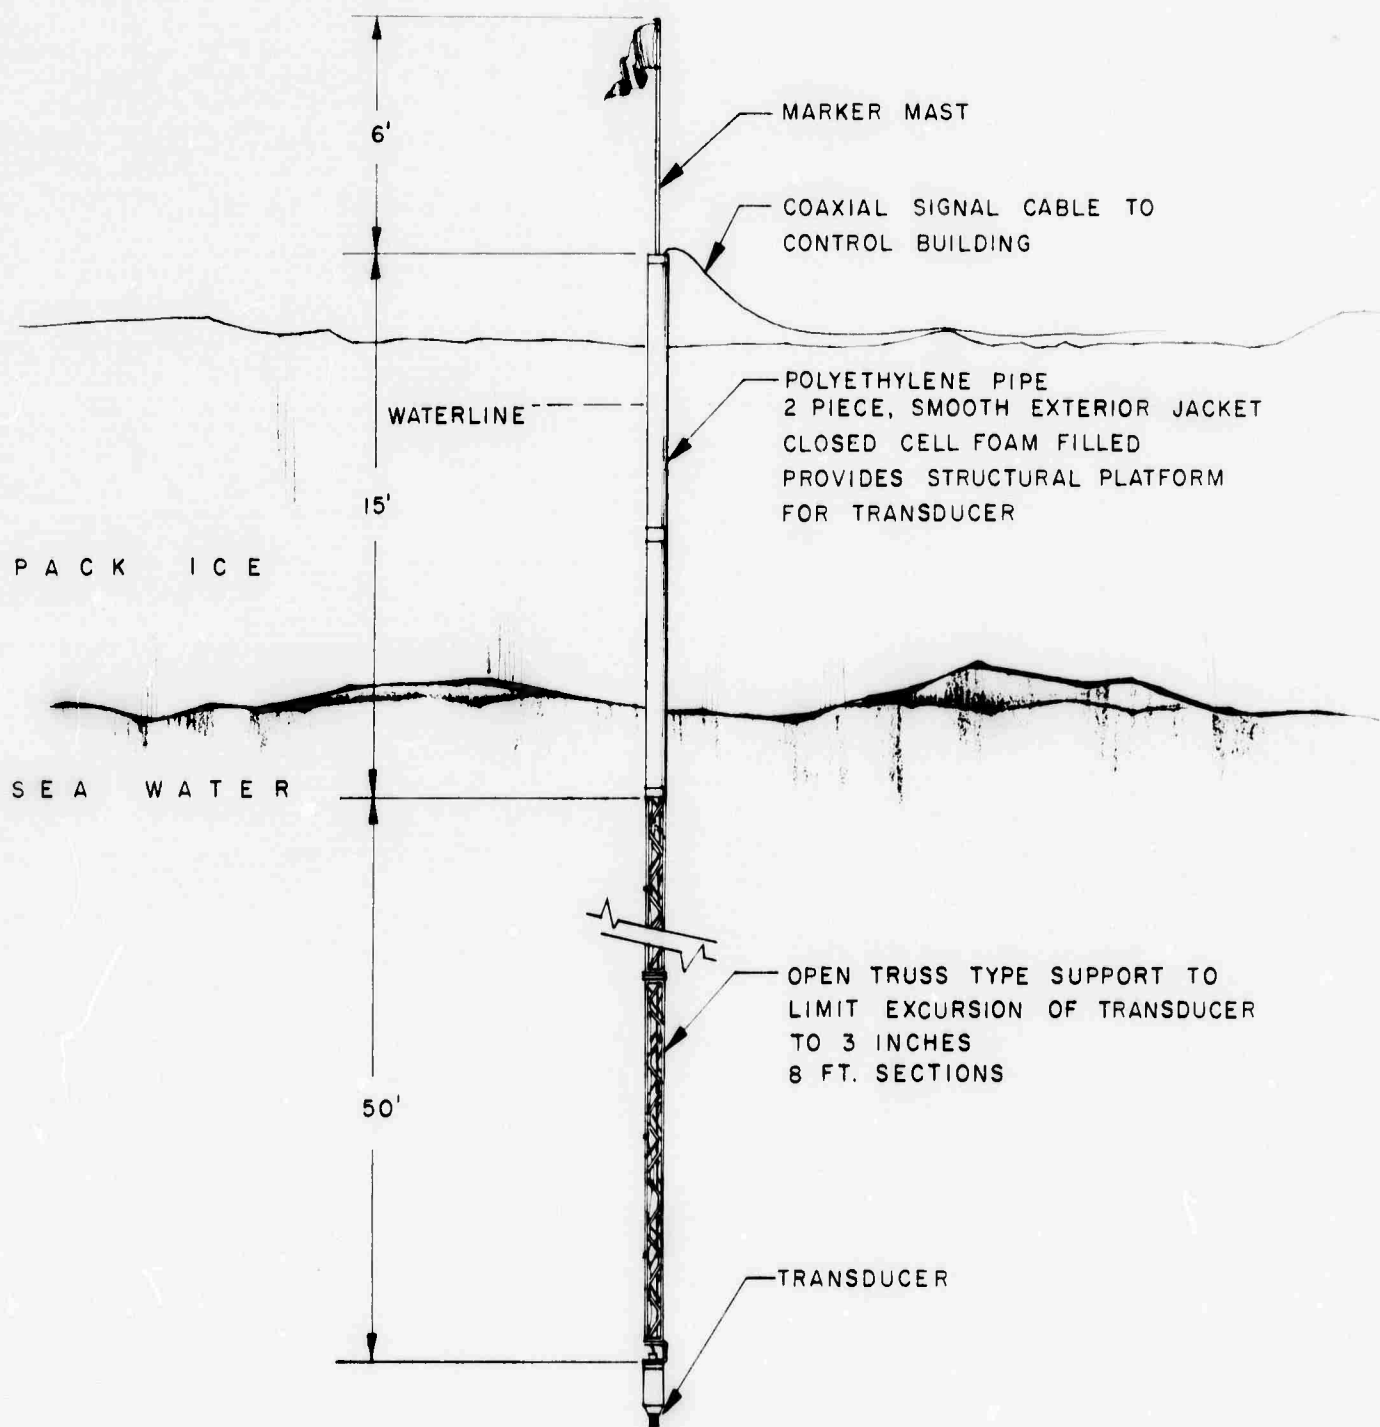 6'
MARKER MAST
COAXIAL SIGNAL CABLE TO
CONTROL BUILDING
WATERLINE
POLYETHYLENE PIPE
2 PIECE, SMOOTH EXTERIOR JACKET
CLOSED CELL FOAM FILLED
PROVIDES STRUCTURAL PLATFORM
FOR TRANSDUCER
15'
PACK ICE
SEA WATER
OPEN TRUSS TYPE SUPPORT TO
LIMIT EXCURSION OF TRANSDUCER
TO 3 INCHES
8 FT. SECTIONS
50'
TRANSDUCER